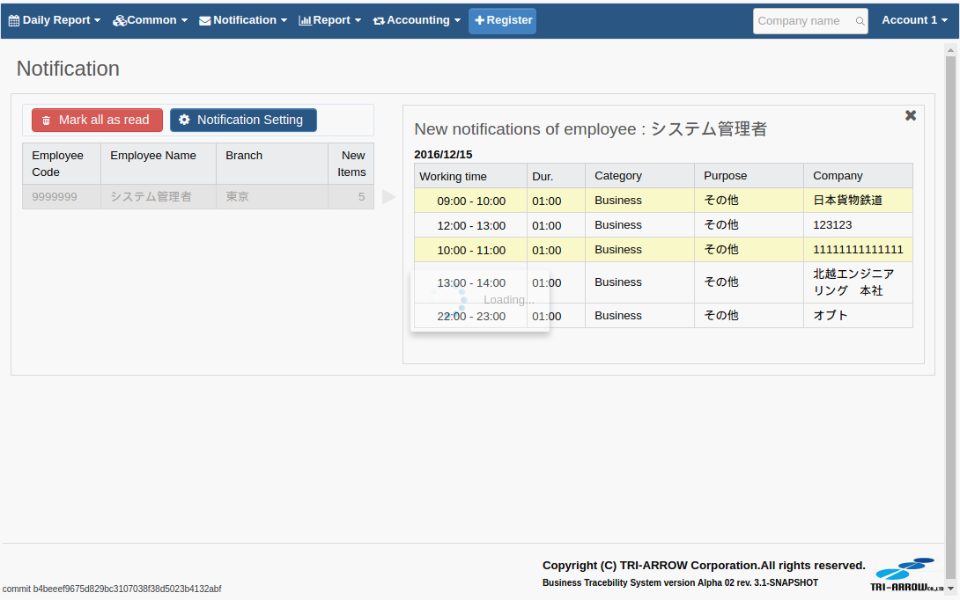 Daily Report Common Notification Report Accounting Register Company name Account 1
Notification
Mark all as read Notification Setting
Employee Code Employee Name Branch New Items
9999999 システム管理者 東京 5
New notifications of employee : システム管理者
2016/12/15
Working time Dur. Category Purpose Company
09:00 - 10:00 01:00 Business その他 日本貨物鉄道
12:00 - 13:00 01:00 Business その他 123123
10:00 - 11:00 01:00 Business その他 11111111111111
13:00 - 14:00 01:00 Business その他 北越エンジニア
リング 本社
Loading...
22:00 - 23:00 01:00 Business その他 オプト
Copyright (C) TRI-ARROW Corporation.All rights reserved.
Business Tracebility System version Alpha 02 rev. 3.1-SNAPSHOT
TRI-ARROW CO.,LTD
commit b4beeef9675d829bc3107038f38d5023b4132abf